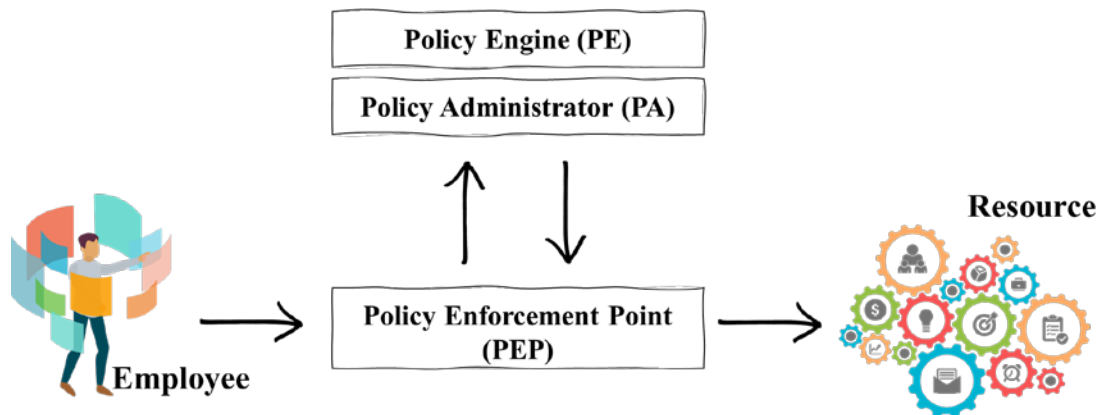 Policy Engine (PE)
Policy Administrator (PA)
Resource
Policy Enforcement Point
(PEP)
Employee
$